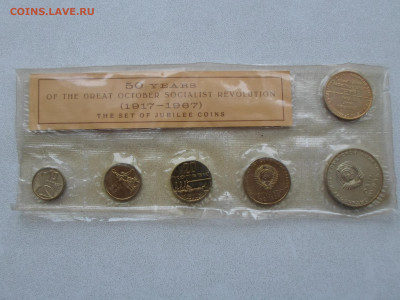 COINS.LAVE.RU
50 YEARS
OF THE GREAT OCTOBER SOCIALIST REVOLUTION
(1917-1967)
THE SET OF JUBILEE COINS